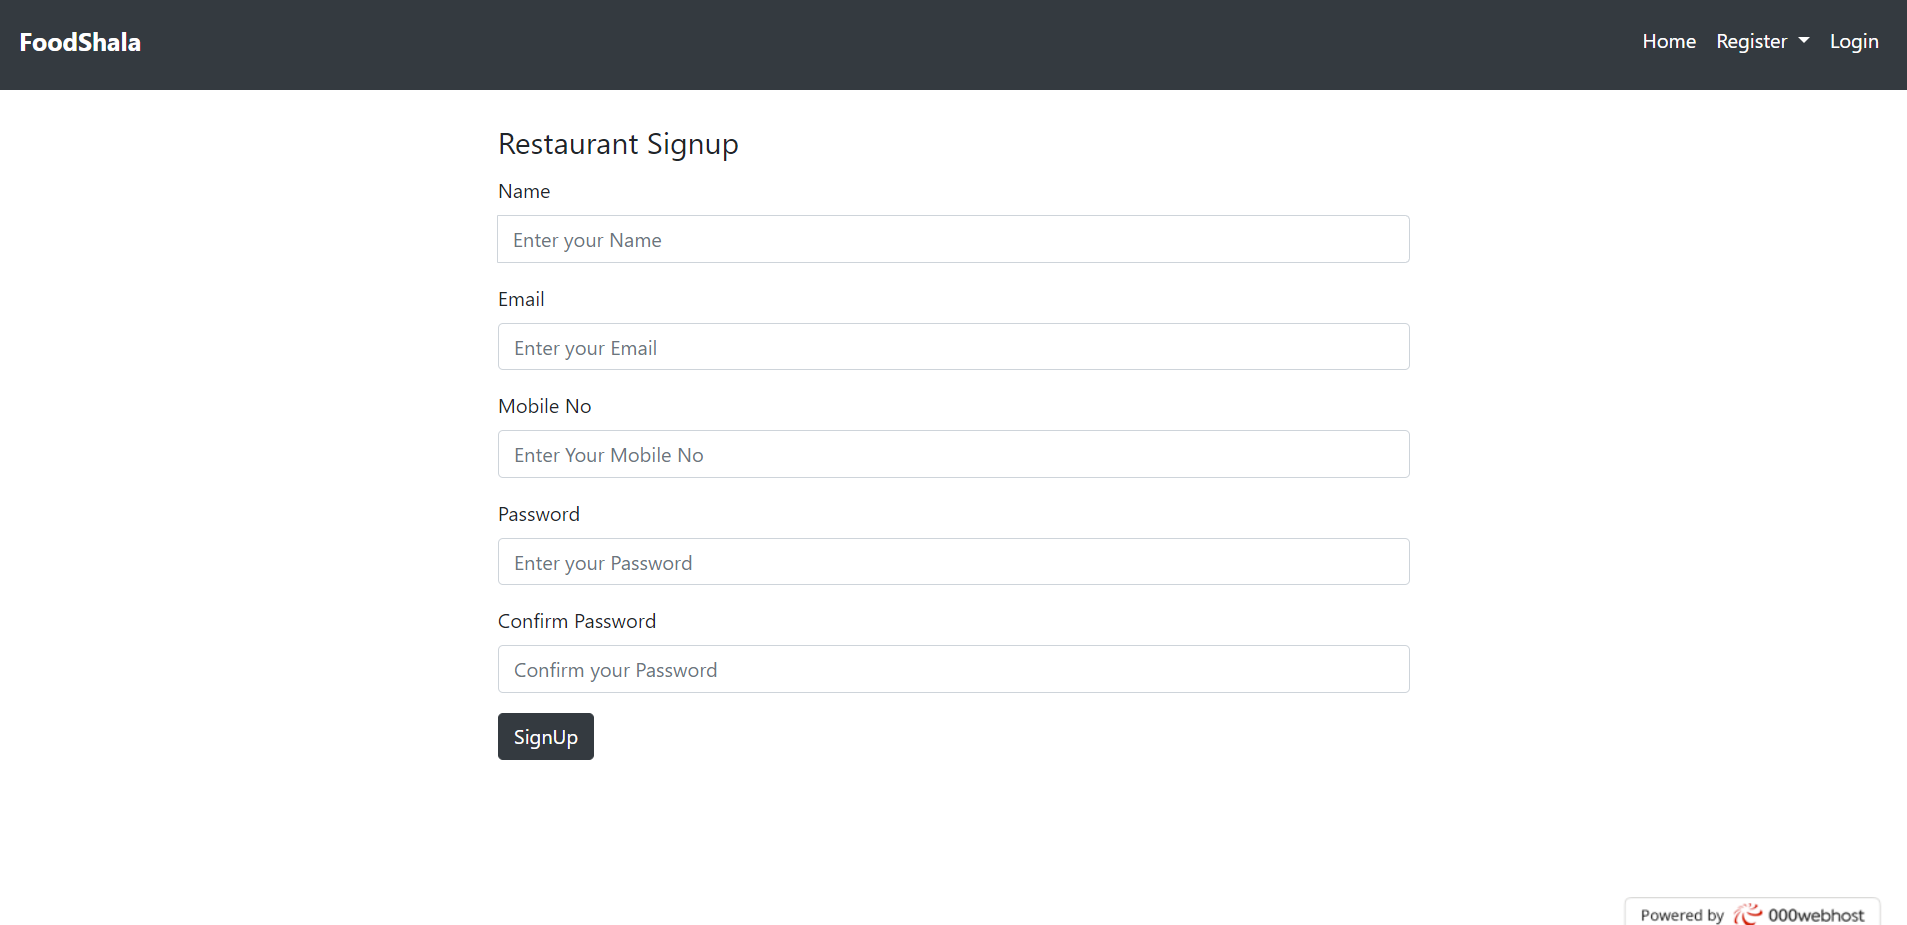 FoodShala Home Register Login
Restaurant Signup
Name
Enter your Name
Email
Enter your Email
Mobile No
Enter Your Mobile No
Password
Enter your Password
Confirm Password
Confirm your Password
SignUp
Powered by 000webhost